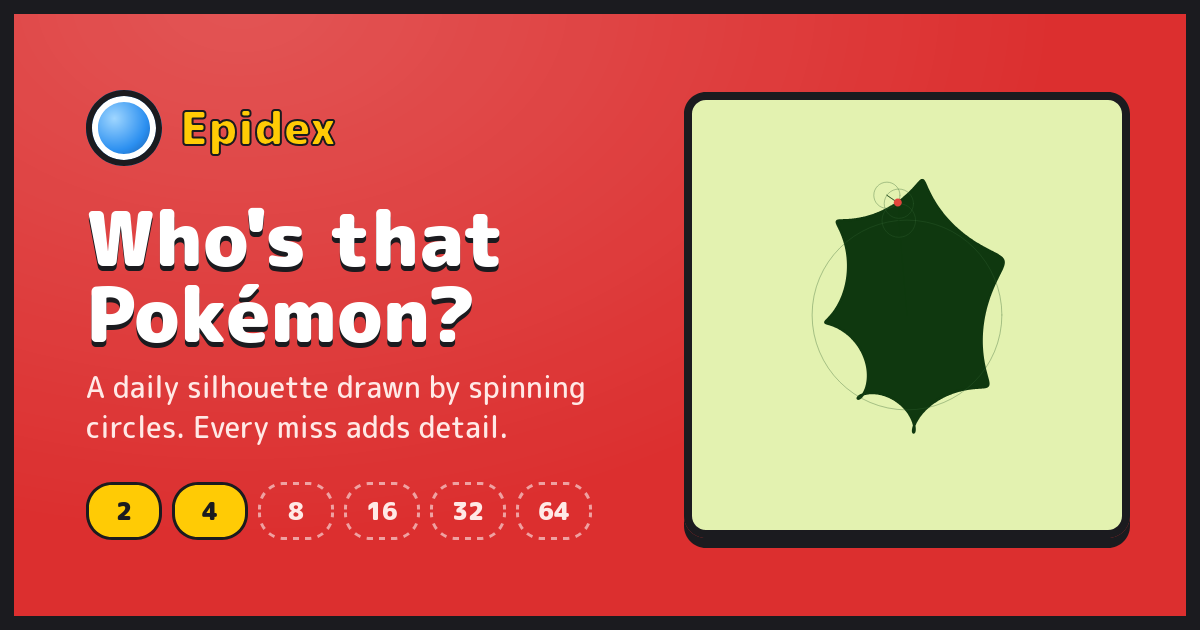 Epidex
Who's that
Pokémon?
A daily silhouette drawn by spinning
circles. Every miss adds detail.
2 4 8 16 32 64